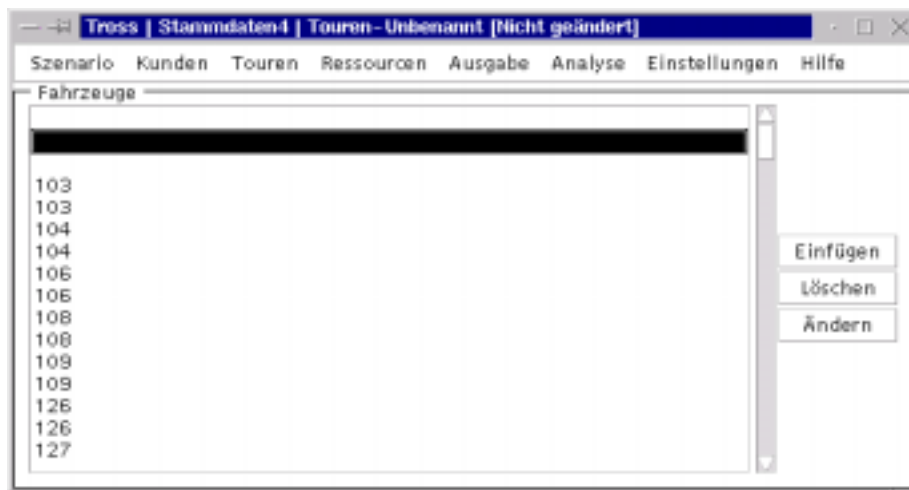 Tross | Stammdaten4 | Touren-Unbenannt [Nicht geändert]
Szenario Kunden Touren Ressourcen Ausgabe Analyse Einstellungen Hilfe
Fahrzeuge
103
103
104
104
106
106
108
108
109
109
126
126
127
Einfügen
Löschen
Ändern